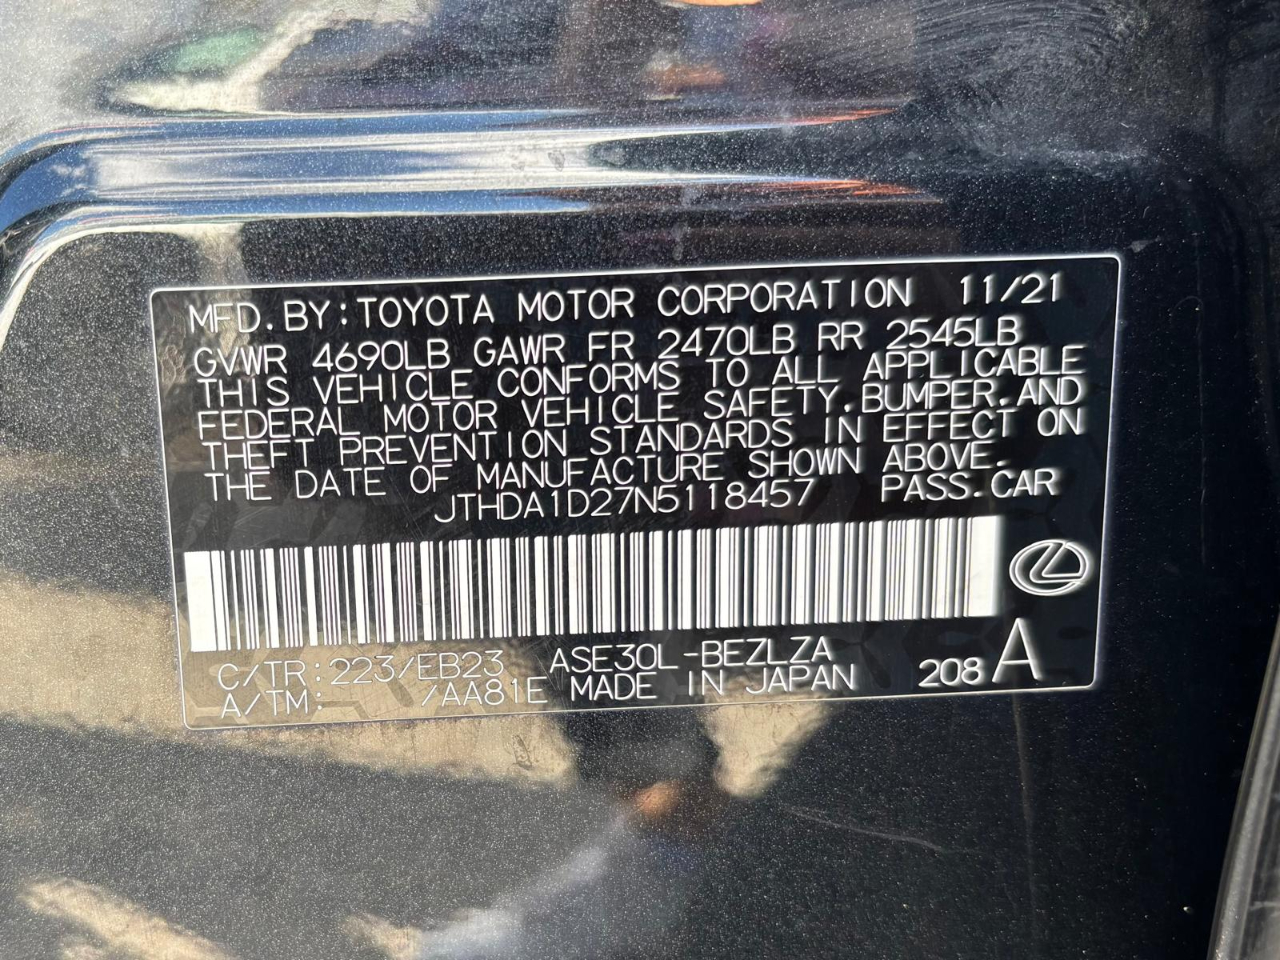 MFD. BY: TOYOTA MOTOR CORPORATION 11/21
GVWR 4690LB GAWR FR 2470LB RR 2545LB
THIS VEHICLE CONFORMS TO ALL APPLICABLE
FEDERAL MOTOR VEHICLE SAFETY, BUMPER, AND
THEFT PREVENTION STANDARDS IN EFFECT ON
THE DATE OF MANUFACTURE SHOWN ABOVE.
JTHDA1D27N5118457 PASS. CAR
C/TR: 223/EB23 ASE30L-BEZLZA
A/TM: /AA81E MADE IN JAPAN 208 A